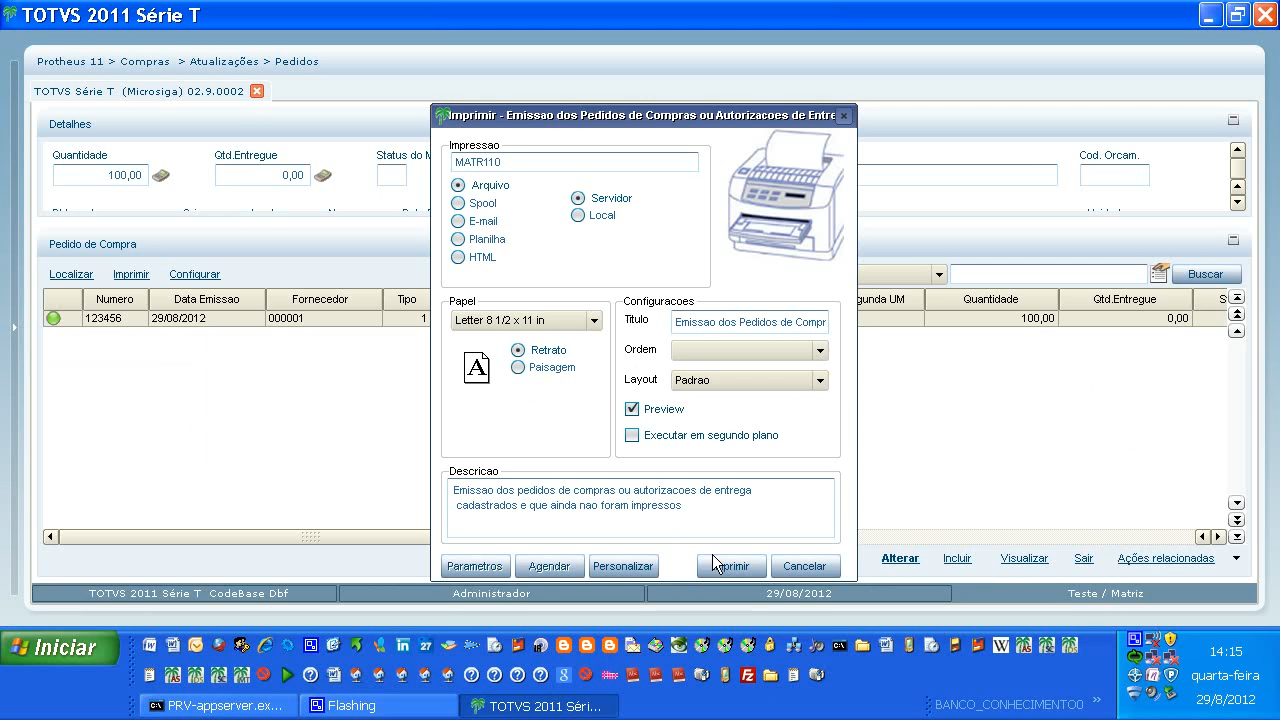 TOTVS 2011 Série T
Protheus 11 > Compras > Atualizações > Pedidos
TOTVS Série T (Microsiga) 02.9.0002
Detalhes
Quantidade
Qtd.Entregue
Status do M
Cod. Orcam.
100,00
0,00
Pedido de Compra
Localizar
Imprimir
Configurar
Buscar
Numero
Data Emissao
Fornecedor
Tipo
gunda UM
Quantidade
Qtd.Entregue
S
123456
29/08/2012
000001
1
100,00
0,00
Imprimir - Emissao dos Pedidos de Compras ou Autorizacoes de Entre
Impressao
MATR110
Arquivo
Spool
E-mail
Planilha
HTML
Servidor
Local
Papel
Letter 8 1/2 x 11 in
A
Retrato
Paisagem
Configuracoes
Titulo
Emissao dos Pedidos de Compr
Ordem
Layout
Padrao
Preview
Executar em segundo plano
Descricao
Emissao dos pedidos de compras ou autorizacoes de entrega
cadastrados e que ainda nao foram impressos
Parametros
Agendar
Personalizar
Cancelar
Alterar
Incluir
Visualizar
Sair
Ações relacionadas
TOTVS 2011 Série T CodeBase Dbf
Administrador
29/08/2012
Teste / Matriz
Iniciar
14:15
quarta-feira
29/8/2012
PRV-appserver.ex...
Flashing
TOTVS 2011 Séri...
BANCO_CONHECIMENTOO